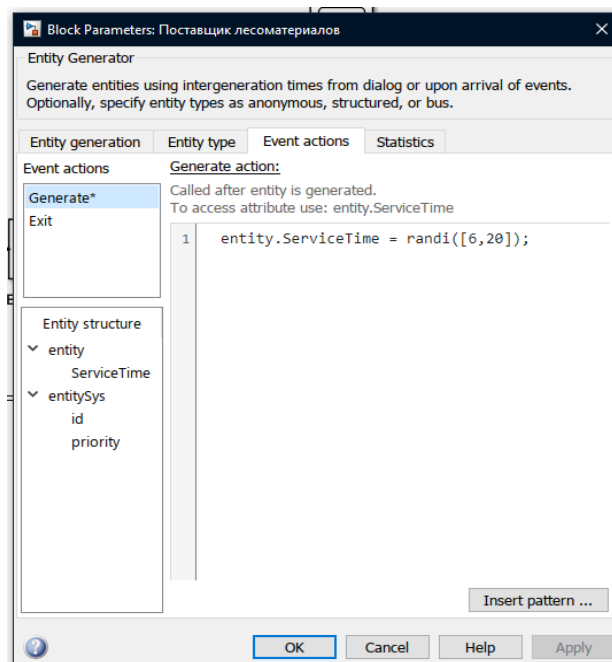 Block Parameters: Поставщик лесоматериалов
Entity Generator
Generate entities using intergeneration times from dialog or upon arrival of events.
Optionally, specify entity types as anonymous, structured, or bus.
Entity generation Entity type Event actions Statistics
Event actions
Generate*
Exit
Entity structure
entity
ServiceTime
entitySys
id
priority
Generate action:
Called after entity is generated.
To access attribute use: entity.ServiceTime
1 entity.ServiceTime = randi([6,20]);
Insert pattern ...
OK Cancel Help Apply